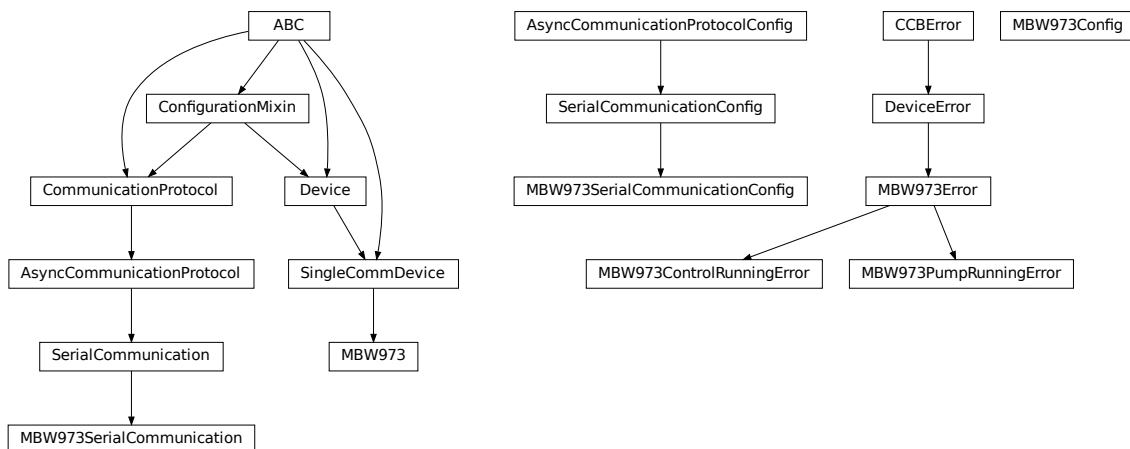 ABC
AsyncCommunicationProtocolConfig
CCBError
MBW973Config
ConfigurationMixin
SerialCommunicationConfig
DeviceError
CommunicationProtocol
Device
MBW973SerialCommunicationConfig
MBW973Error
AsyncCommunicationProtocol
SingleCommDevice
MBW973ControlRunningError
MBW973PumpRunningError
SerialCommunication
MBW973
MBW973SerialCommunication